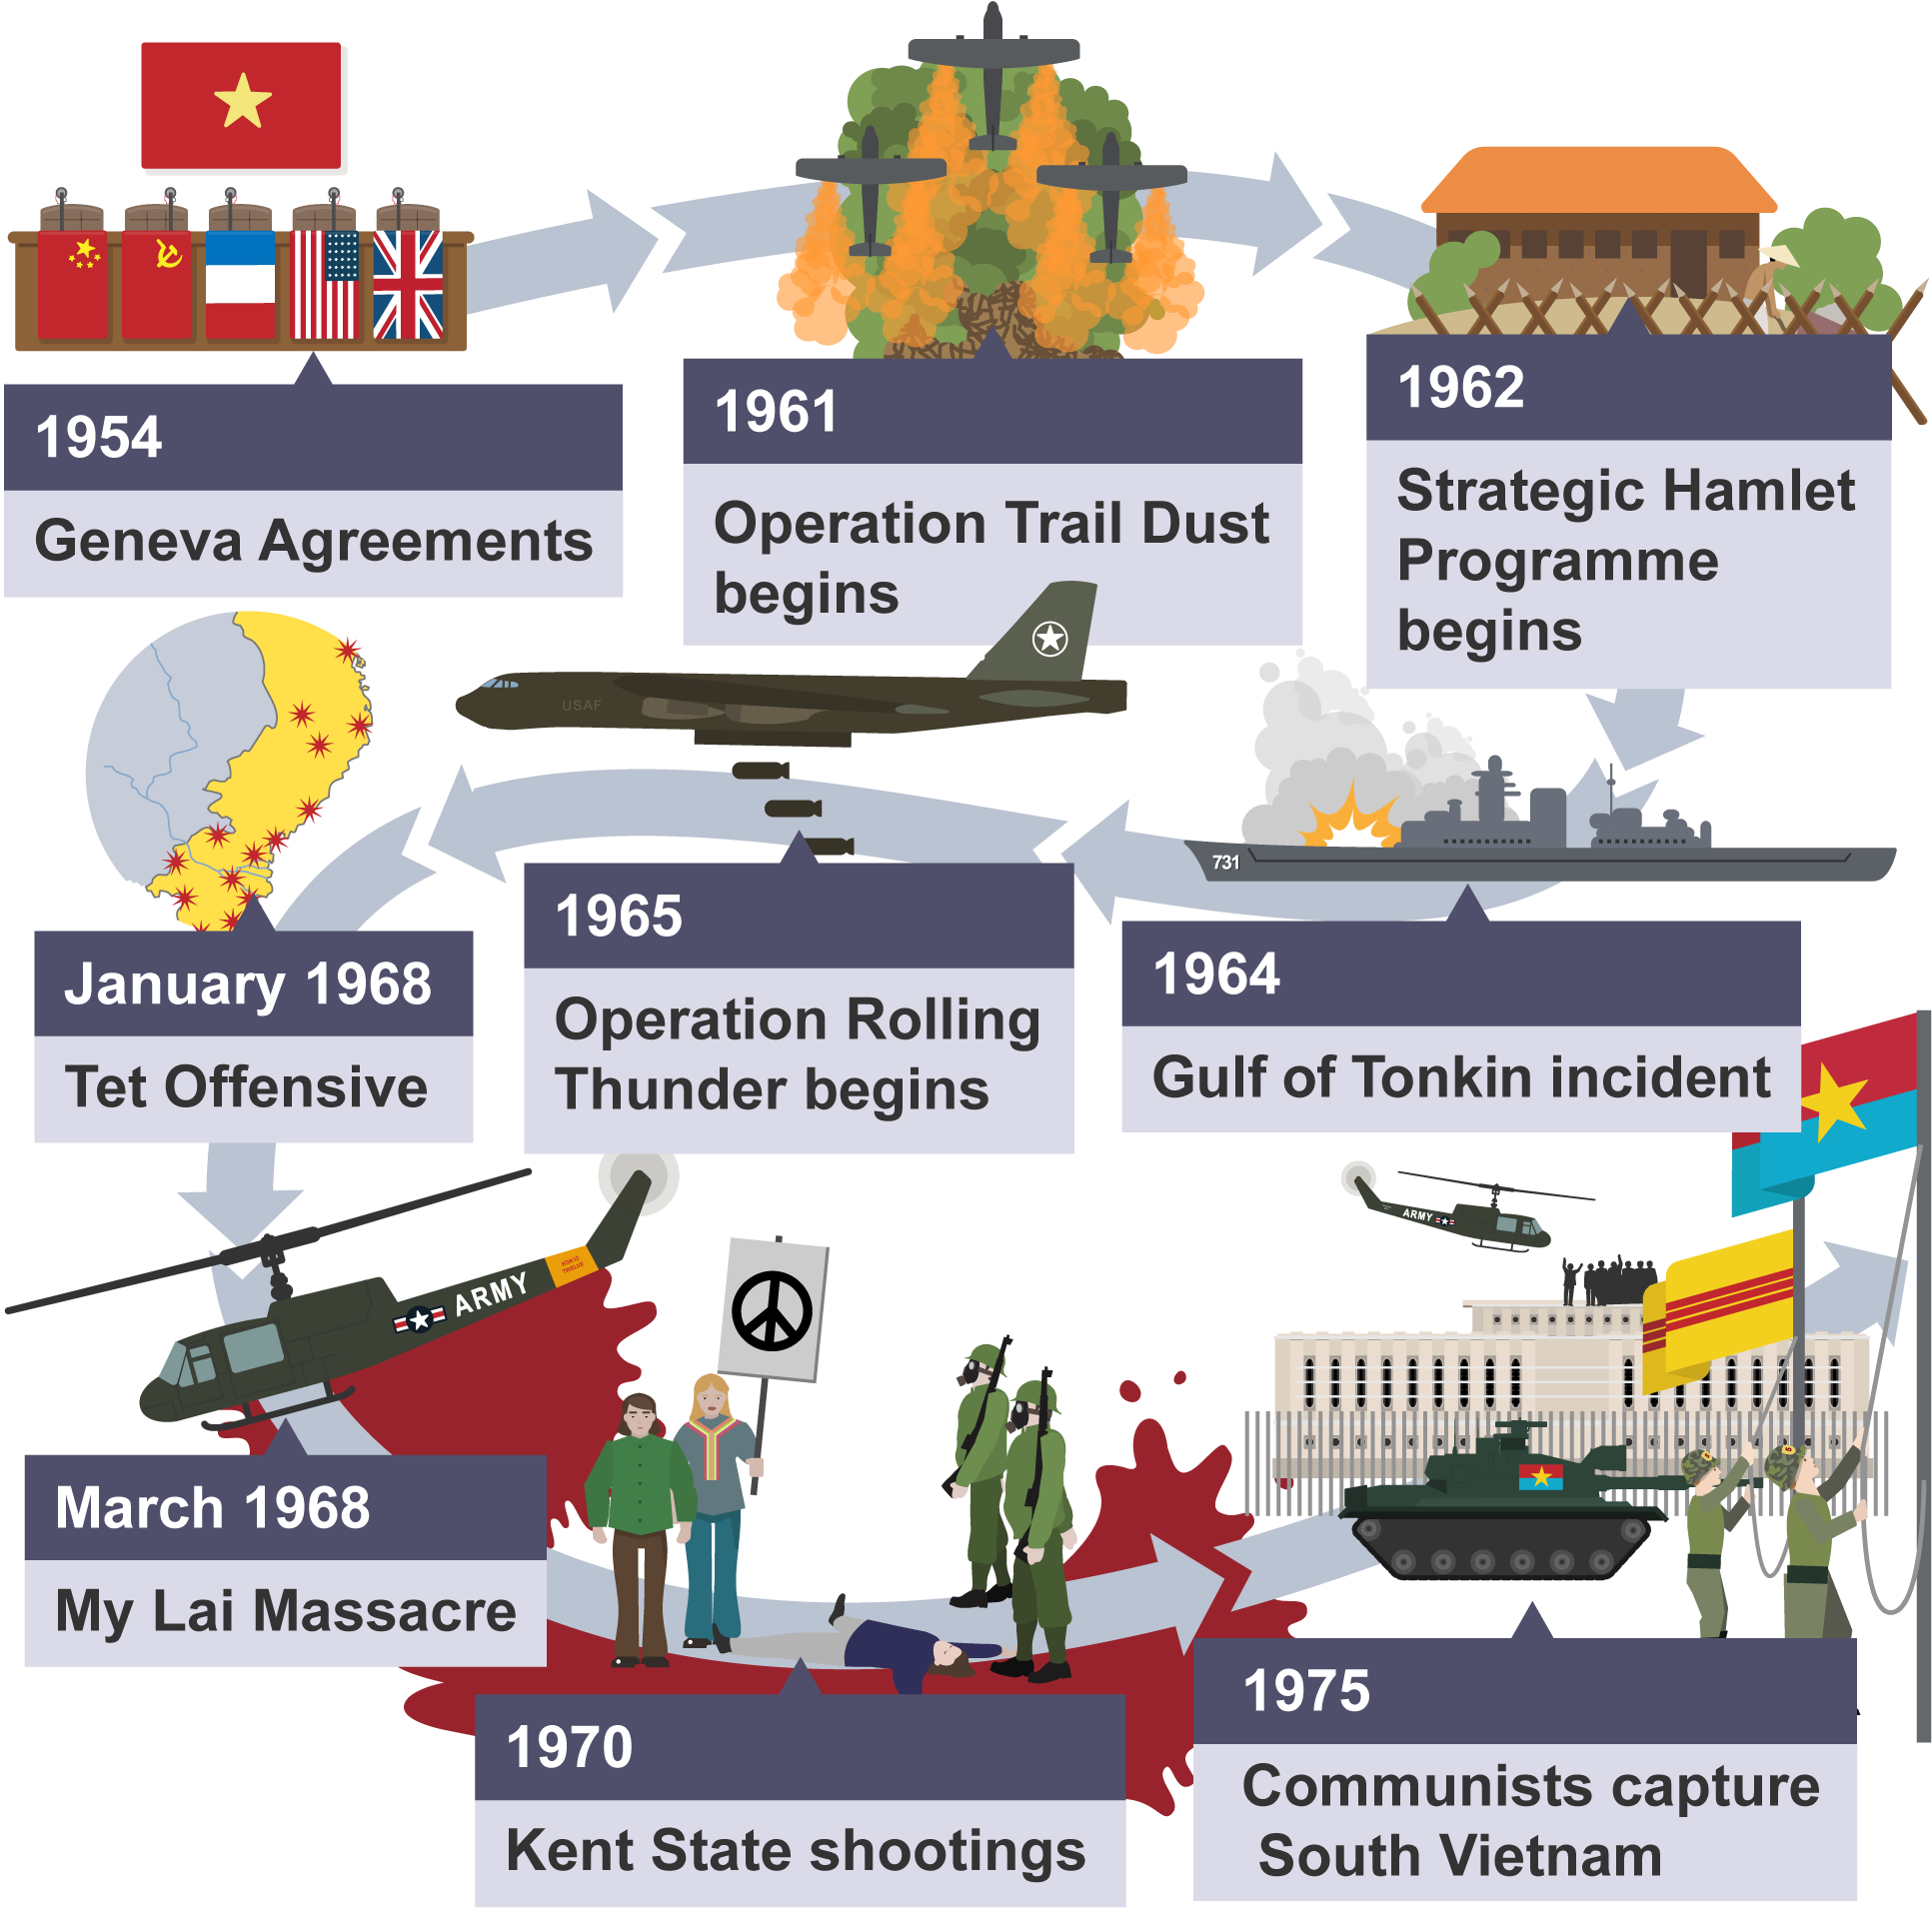 1954
Geneva Agreements
1961
Operation Trail Dust
begins
1962
Strategic Hamlet
Programme
begins
731
1964
Gulf of Tonkin incident
USAF
1965
Operation Rolling
Thunder begins
January 1968
Tet Offensive
ARMY
March 1968
My Lai Massacre
1970
Kent State shootings
ARMY
1975
Communists capture
South Vietnam